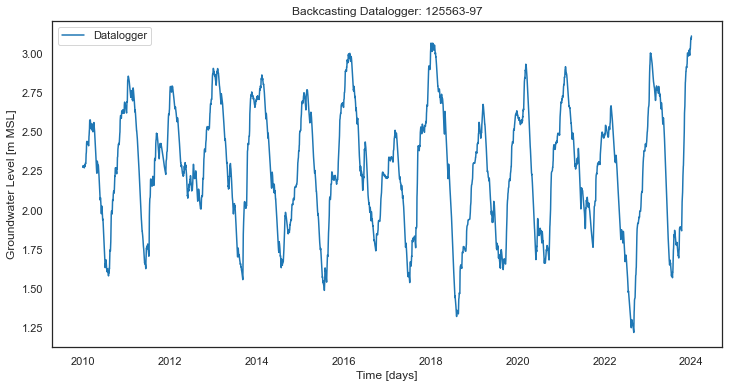 Backcasting Datalogger: 125563-97
Datalogger
Groundwater Level [m MSL]
3.00
2.75
2.50
2.25
2.00
1.75
1.50
1.25
2010 2012 2014 2016 2018 2020 2022 2024
Time [days]